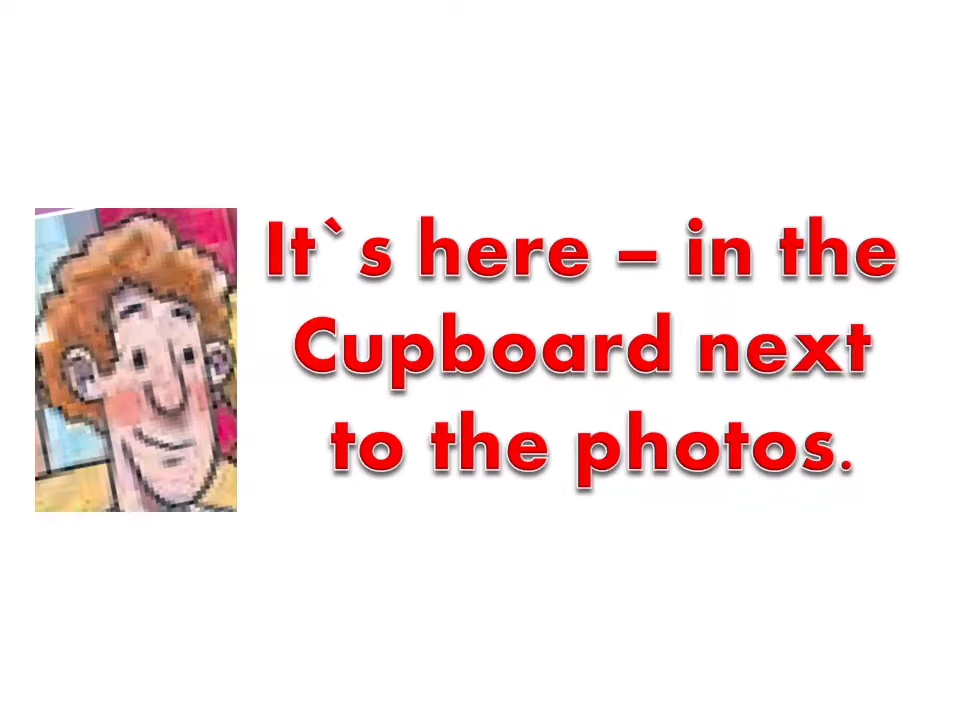 It`s here – in the
Cupboard next
to the photos.